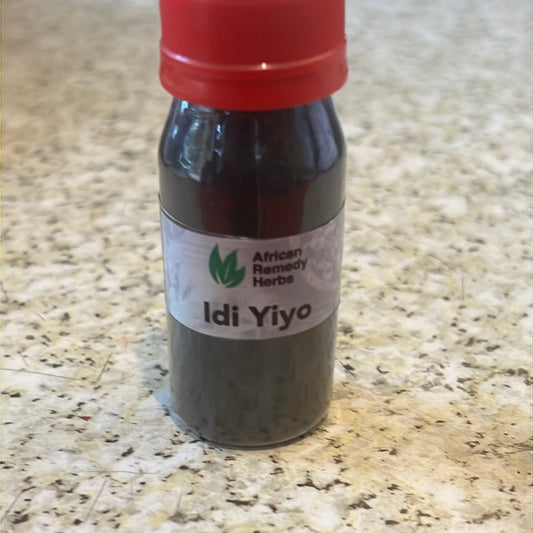 African
Remedy
Herbs
Idi Yiyo